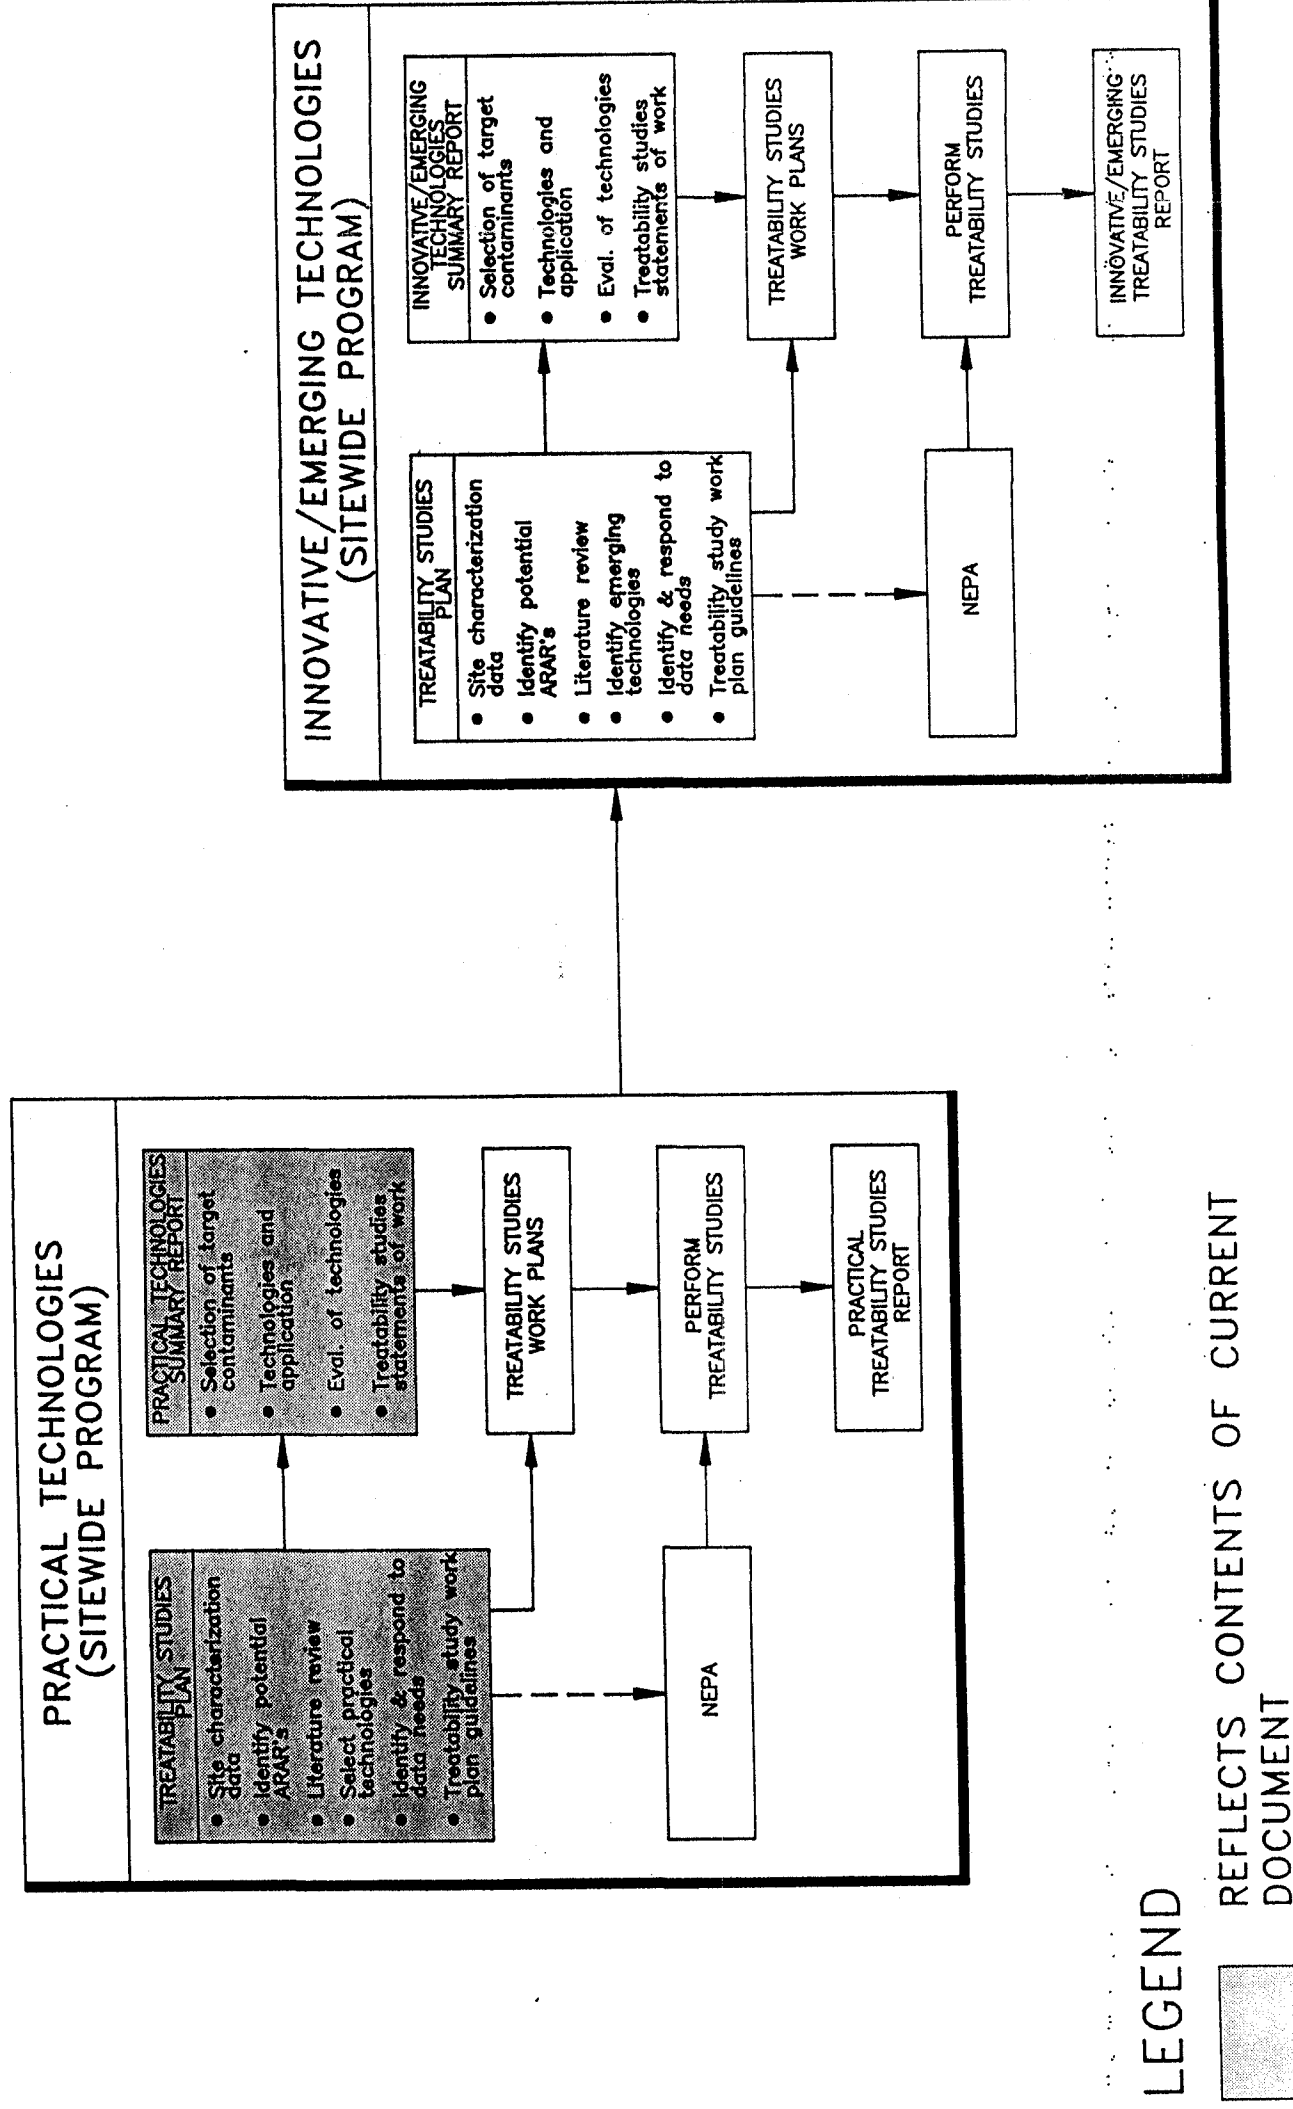 PRACTICAL TECHNOLOGIES
(SITEWIDE PROGRAM)
TREATABILITY STUDIES
PLAN
● Site characterization
data
● Identify potential
ARAR's
● Literature review
● Select practical
technologies
● Identify & respond to
data needs
● Treatability study work
plan guidelines
PRACTICAL TECHNOLOGIES
SUMMARY REPORT
● Selection of target
contaminants
● Technologies and
application
● Eval. of technologies
● Treatability studies
statements of work
TREATABILITY STUDIES
WORK PLANS
NEPA
PERFORM
TREATABILITY STUDIES
PRACTICAL
TREATABILITY STUDIES
REPORT
INNOVATIVE/EMERGING TECHNOLOGIES
(SITEWIDE PROGRAM)
TREATABILITY STUDIES
PLAN
● Site characterization
data
● Identify potential
ARAR's
● Literature review
● Identify emerging
technologies
● Identify & respond to
data needs
● Treatability study work
plan guidelines
INNOVATIVE/EMERGING
TECHNOLOGIES
SUMMARY REPORT
● Selection of target
contaminants
● Technologies and
application
● Eval. of technologies
● Treatability studies
statements of work
TREATABILITY STUDIES
WORK PLANS
NEPA
PERFORM
TREATABILITY STUDIES
INNOVATIVE/EMERGING
TREATABILITY STUDIES
REPORT
LEGEND
REFLECTS CONTENTS OF CURRENT
DOCUMENT